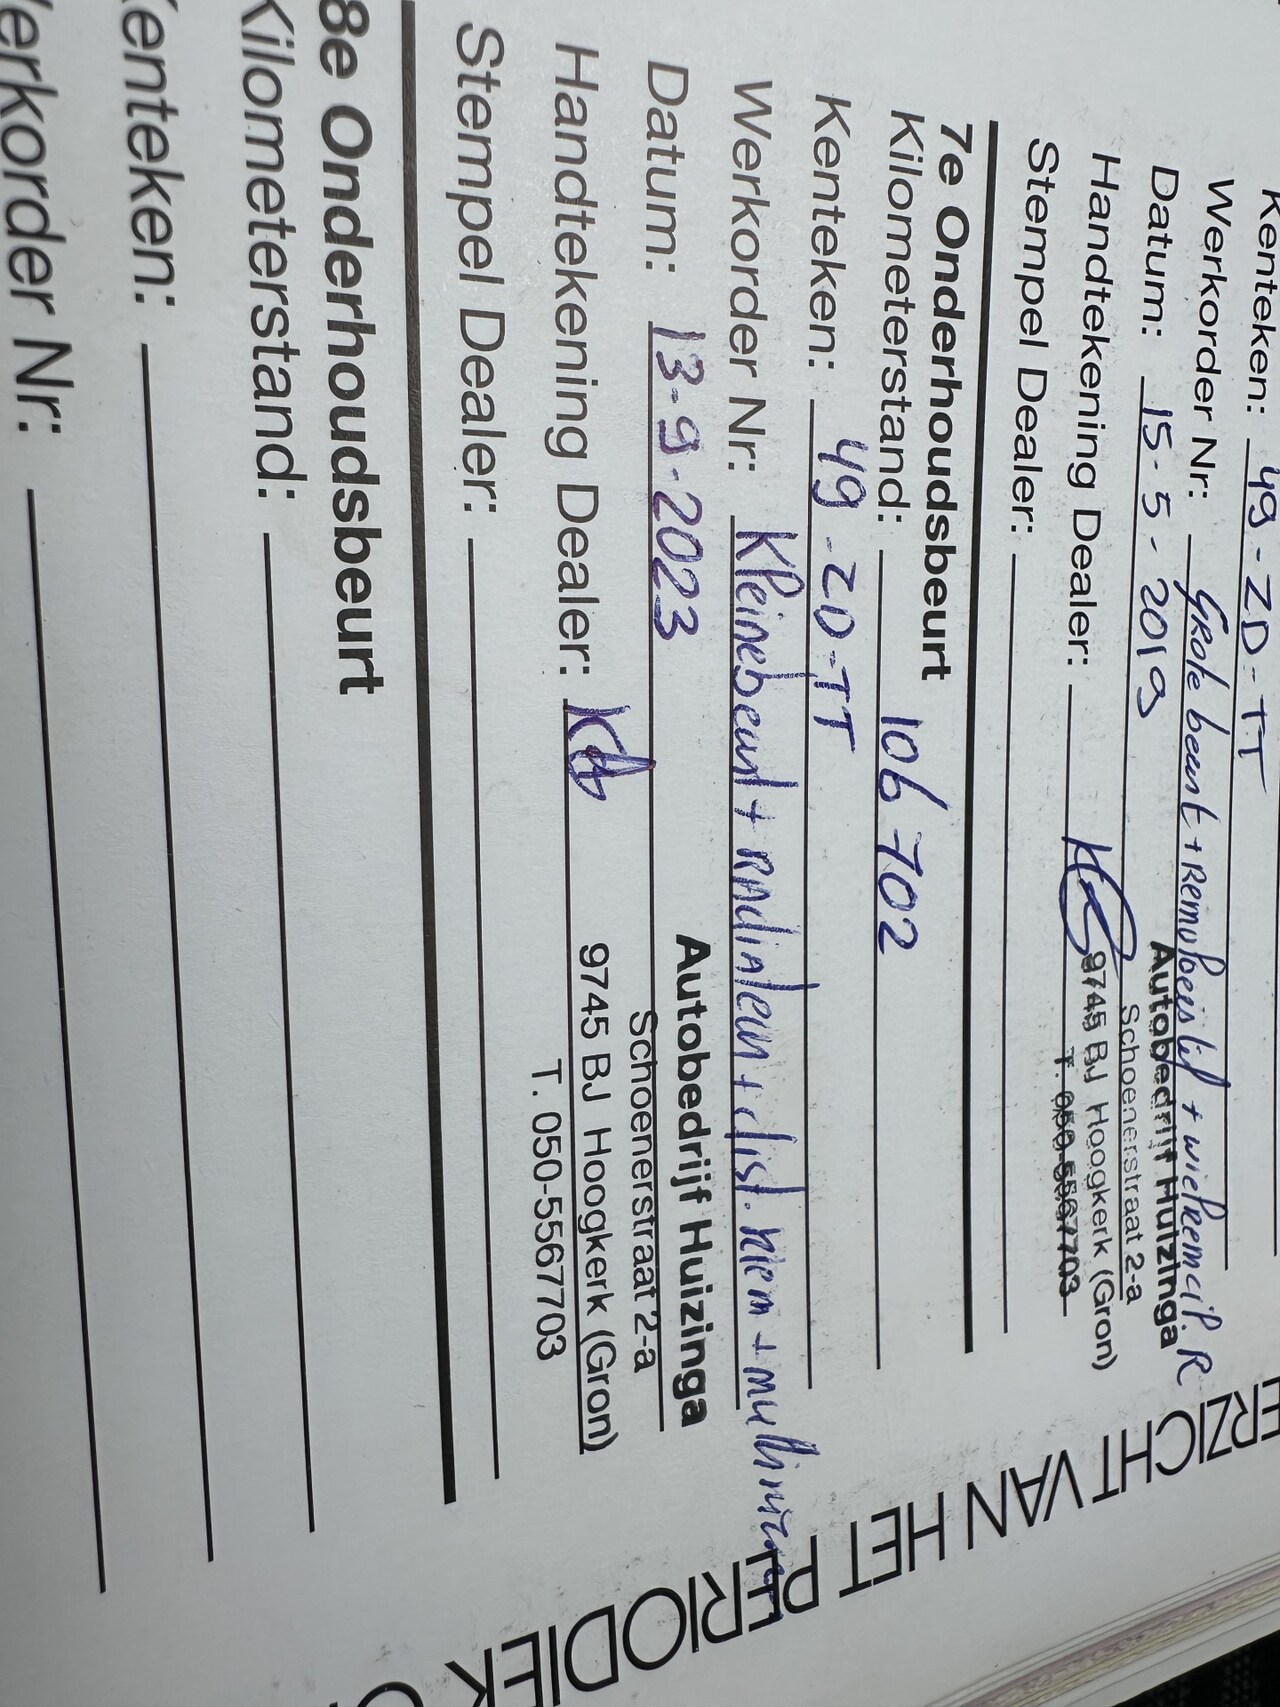 Kenteken: 49-ZD-TT
Werkorder Nr: Grote beurt + Remolie + wielremcil. R
Datum: 15-5-2019
Autobedrijf Huizinga
Schoenerstraat 2-a
Handtekening Dealer:
9745 BJ Hoogkerk (Gron)
T. 050-5567703
Stempel Dealer:
7e Onderhoudsbeurt
Kilometerstand: 106 702
Kenteken: 49-ZD-TT
Werkorder Nr: Kleinebeurt + Radiateur + dist. riem +
Datum: 13-9-2023
Autobedrijf Huizinga
Schoenerstraat 2-a
Handtekening Dealer:
9745 BJ Hoogkerk (Gron)
T. 050-5567703
Stempel Dealer:
8e Onderhoudsbeurt
Kilometerstand:
Kenteken:
Werkorder Nr:
ERZICHT VAN HET PERIODIEK O